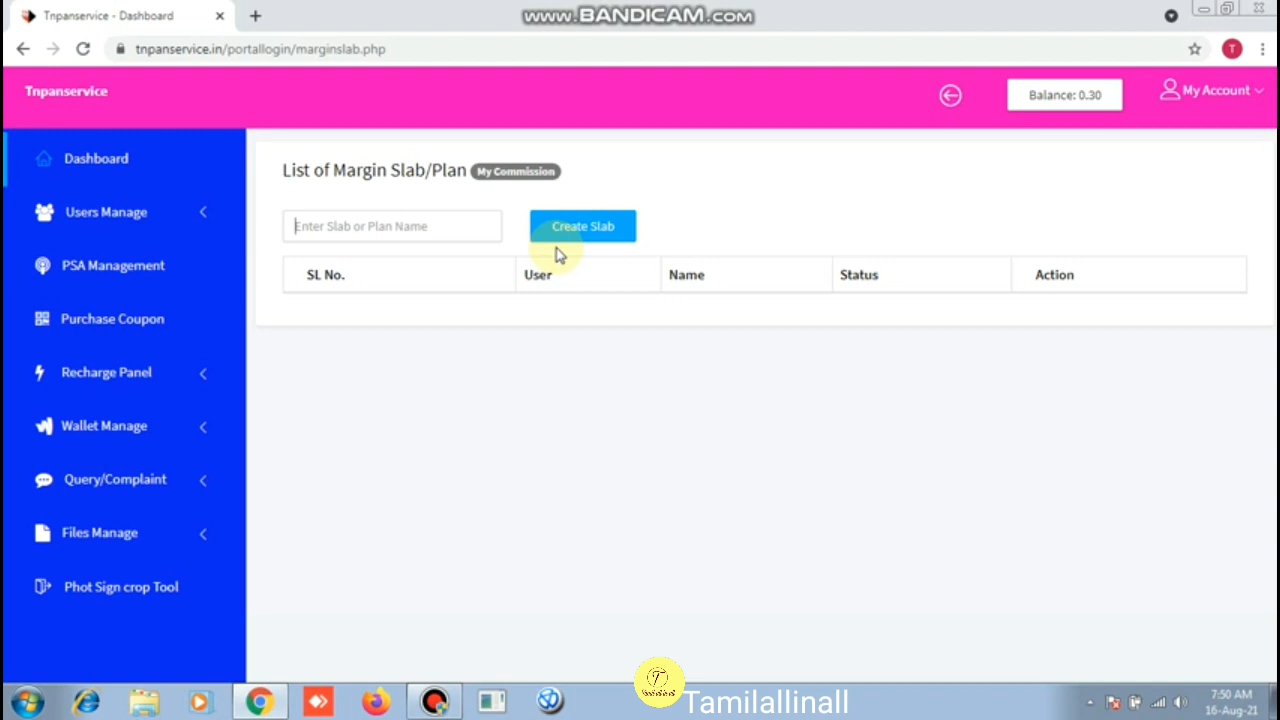 Tnpanservice - Dashboard
www.BANDICAM.com
tnpanservice.in/portallogin/marginslab.php
T
Tnpanservice
Balance: 0.30
My Account
Dashboard
Users Manage
PSA Management
Purchase Coupon
Recharge Panel
Wallet Manage
Query/Complaint
Files Manage
Phot Sign crop Tool
List of Margin Slab/Plan My Commission
Enter Slab or Plan Name
Create Slab
SL No. User Name Status Action
T
Tamilallinall
7:50 AM
16-Aug-21